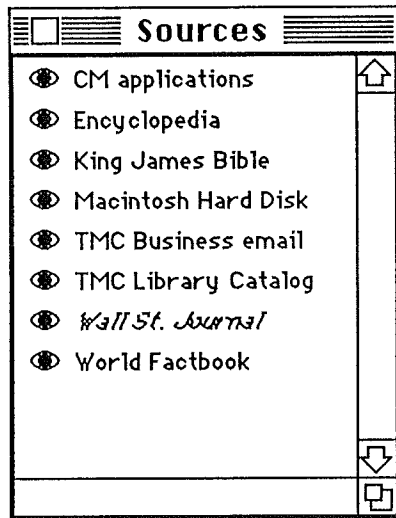 Sources
CM applications
Encyclopedia
King James Bible
Macintosh Hard Disk
TMC Business email
TMC Library Catalog
Wall St. Journal
World Factbook